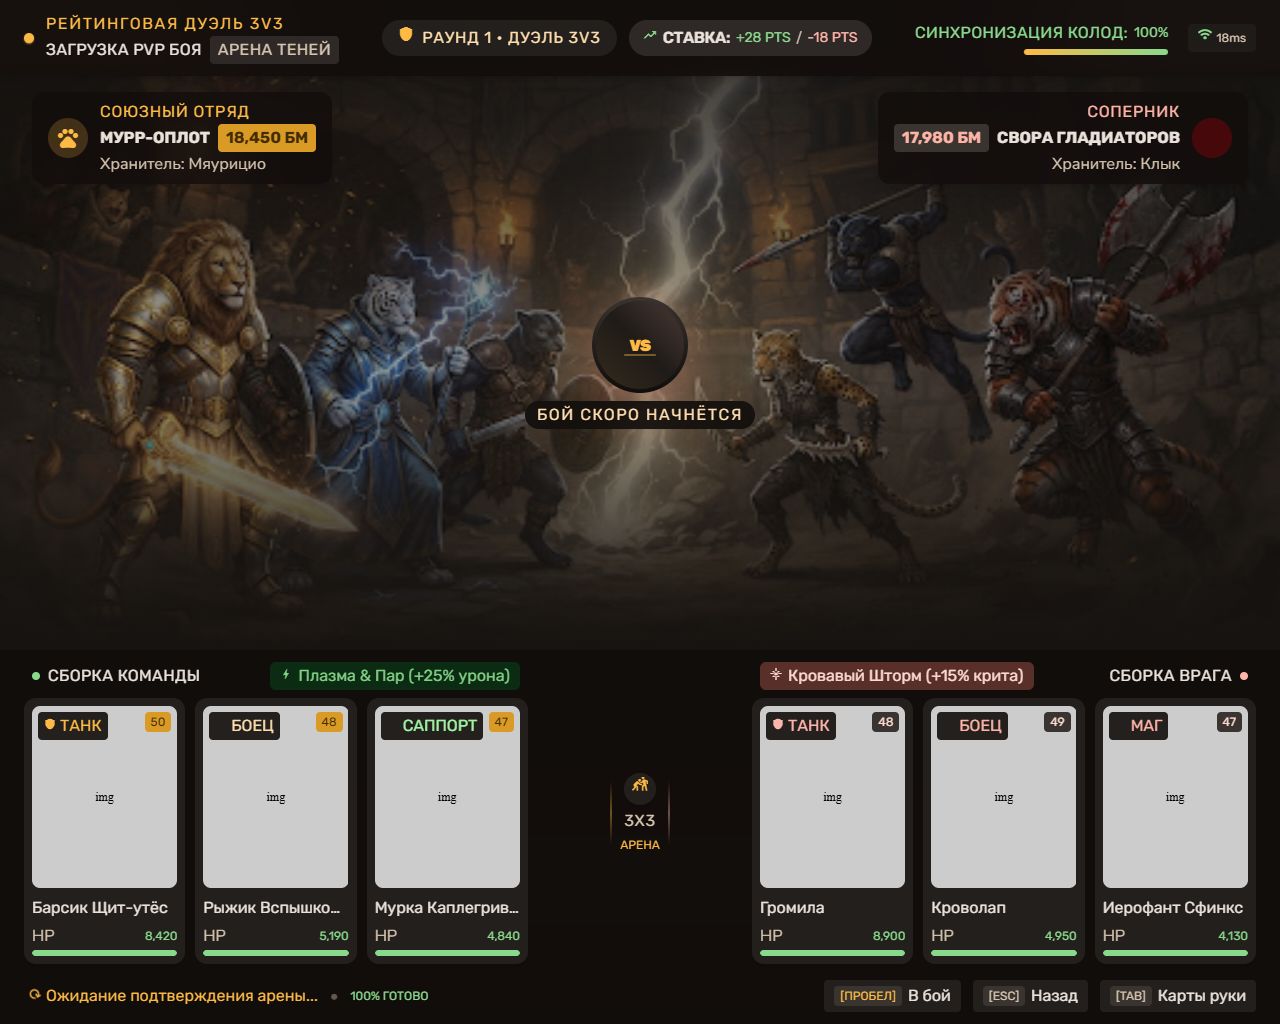 РЕЙТИНГОВАЯ ДУЭЛЬ 3V3
ЗАГРУЗКА PVP БОЯ АРЕНА ТЕНЕЙ
РАУНД 1 • ДУЭЛЬ 3V3
СТАВКА: +28 PTS / -18 PTS
СИНХРОНИЗАЦИЯ КОЛОД: 100%
18ms
СОЮЗНЫЙ ОТРЯД
МУРР-ОПЛОТ 18,450 БМ
Хранитель: Мяурицио
СОПЕРНИК
17,980 БМ СВОРА ГЛАДИАТОРОВ
Хранитель: Клык
VS
БОЙ СКОРО НАЧНЁТСЯ
СБОРКА КОМАНДЫ
Плазма & Пар (+25% урона)
Кровавый Шторм (+15% крита)
СБОРКА ВРАГА
ТАНК 50
img
Барсик Щит-утёс
HP 8,420
БОЕЦ 48
img
Рыжик Вспышко...
HP 5,190
САППОРТ 47
img
Мурка Каплегрив...
HP 4,840
3X3
АРЕНА
ТАНК 48
img
Громила
HP 8,900
БОЕЦ 49
img
Кроволап
HP 4,950
МАГ 47
img
Иерофант Сфинкс
HP 4,130
Ожидание подтверждения арены...
100% ГОТОВО
[ПРОБЕЛ] В бой
[ESC] Назад
[TAB] Карты руки